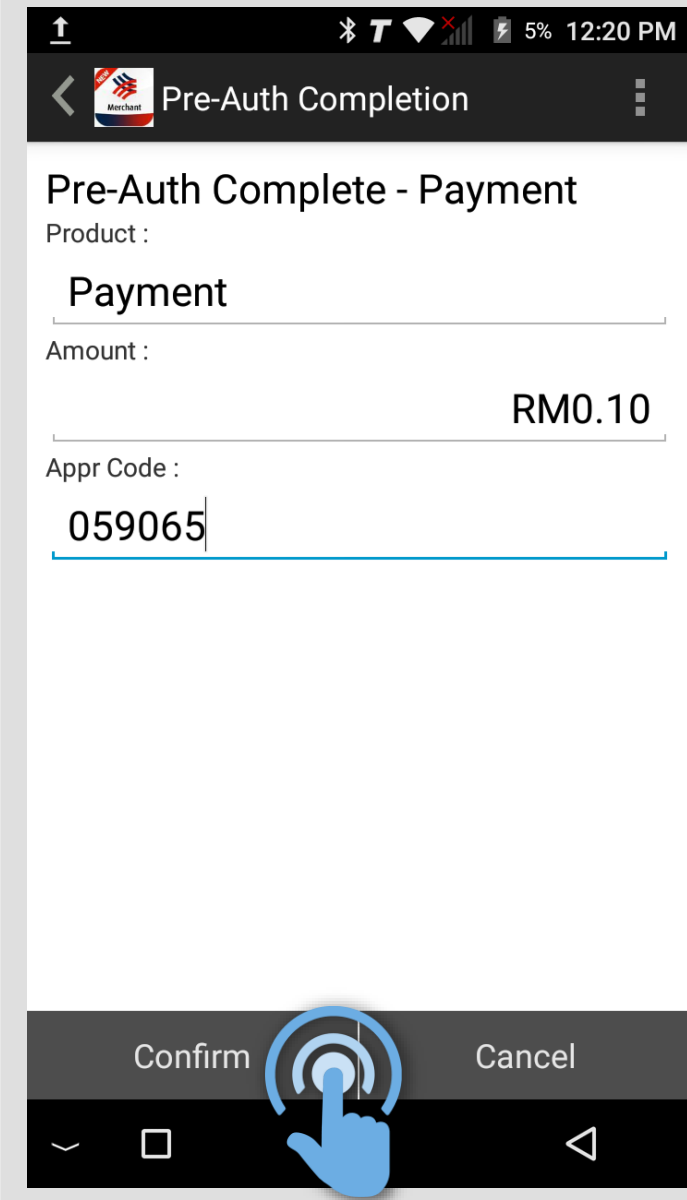 5% 12:20 PM
NEW
Merchant
Pre-Auth Completion
Pre-Auth Complete - Payment
Product :
Payment
Amount :
RM0.10
Appr Code :
059065
Confirm Cancel